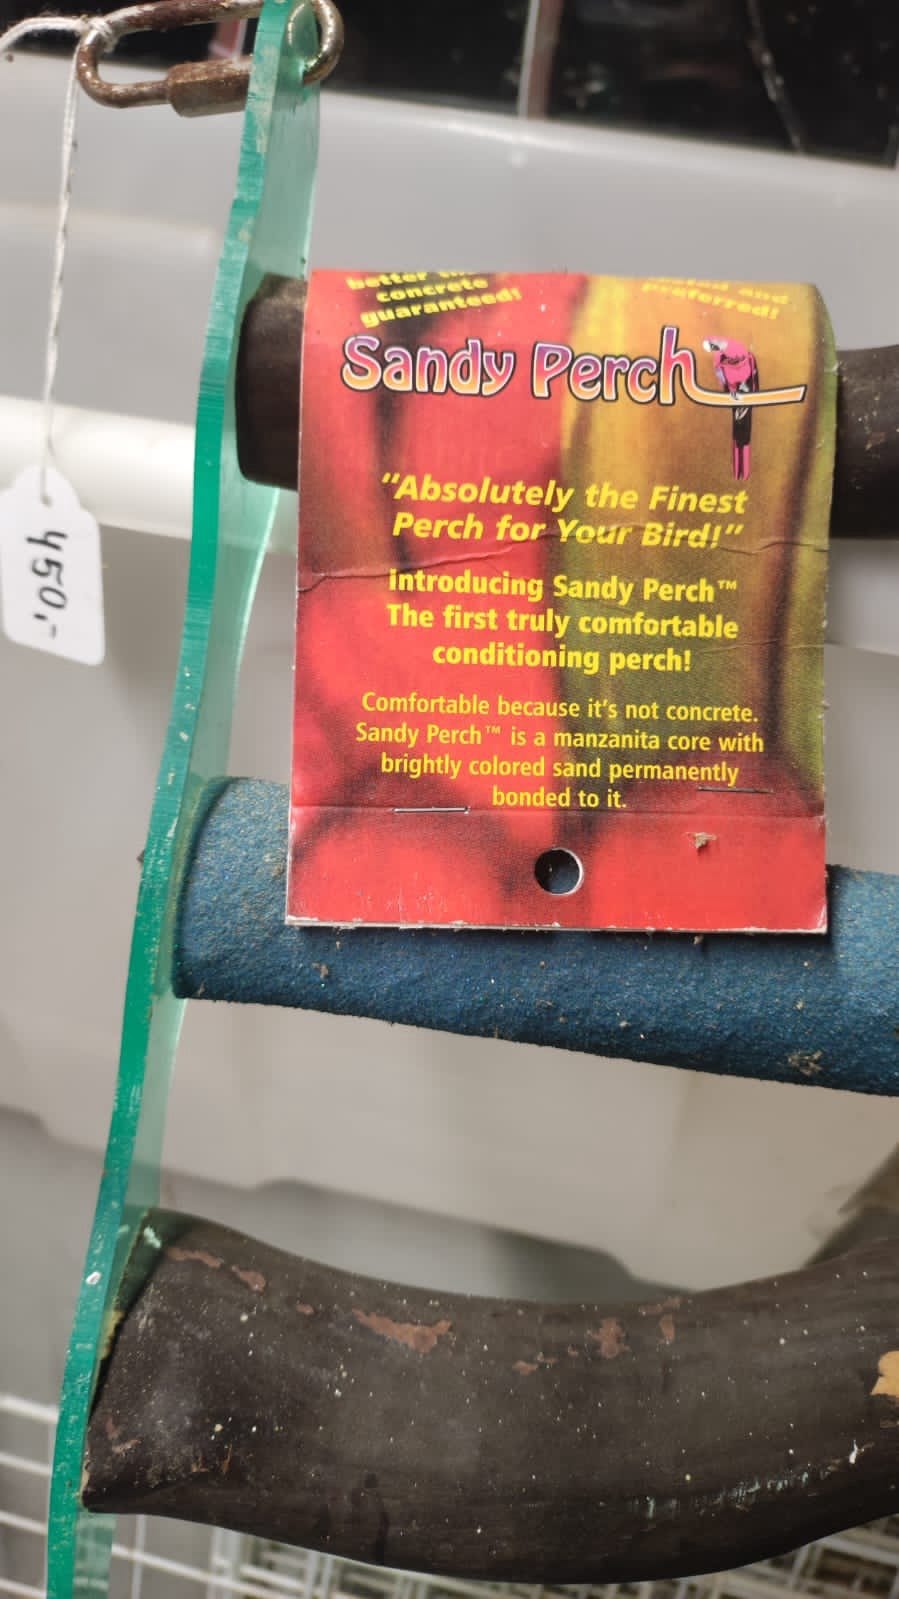 better
concrete
guaranteed!
and
preferred!
Sandy Perch
"Absolutely the Finest
Perch for Your Bird!"
Introducing Sandy Perch™
The first truly comfortable
conditioning perch!
Comfortable because it's not concrete.
Sandy Perch™ is a manzanita core with
brightly colored sand permanently
bonded to it.
450,-